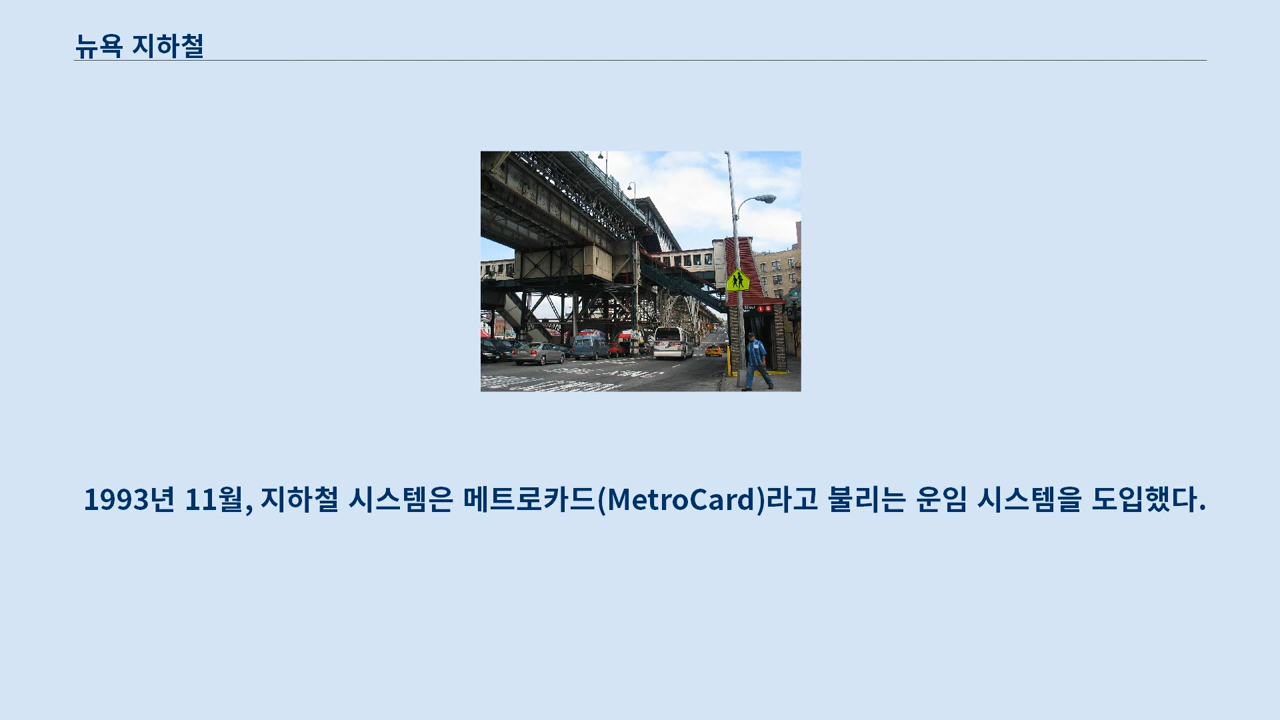 뉴욕 지하철
1993년 11월, 지하철 시스템은 메트로카드(MetroCard)라고 불리는 운임 시스템을 도입했다.